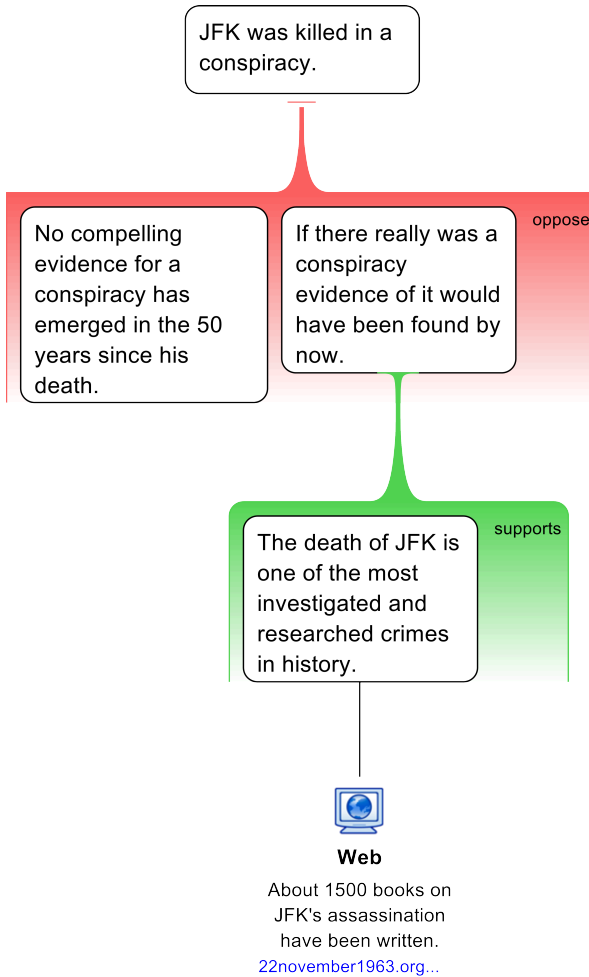 JFK was killed in a
conspiracy.
oppose
No compelling
evidence for a
conspiracy has
emerged in the 50
years since his
death.
If there really was a
conspiracy
evidence of it would
have been found by
now.
supports
The death of JFK is
one of the most
investigated and
researched crimes
in history.
Web
About 1500 books on
JFK's assassination
have been written.
22november1963.org...